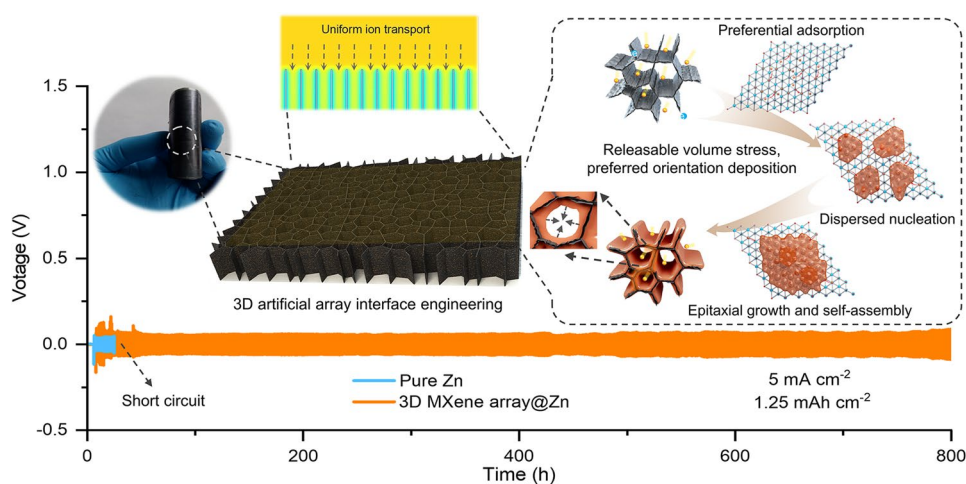 Uniform ion transport
Preferential adsorption
Releasable volume stress,
preferred orientation deposition
Dispersed nucleation
Epitaxial growth and self-assembly
3D artificial array interface engineering
Short circuit
Pure Zn
5 mA cm⁻²
3D MXene array@Zn
1.25 mAh cm⁻²
Votage (V)
1.5
1.0
0.5
0.0
-0.5
0
200
400
600
800
Time (h)